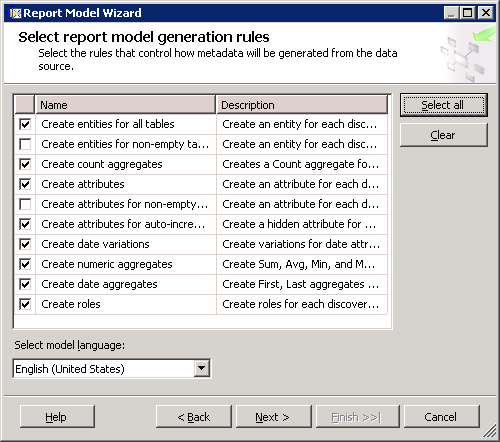 Report Model Wizard
Select report model generation rules
Select the rules that control how metadata will be generated from the data
source.
Name Description
Create entities for all tables Create an entity for each disc...
Create entities for non-empty ta... Create an entity for each disc...
Create count aggregates Creates a Count aggregate fo...
Create attributes Create an attribute for each d...
Create attributes for non-empty... Create an attribute for each d...
Create attributes for auto-incre... Create a hidden attribute for ...
Create date variations Create variations for date attr...
Create numeric aggregates Create Sum, Avg, Min, and M...
Create date aggregates Create First, Last aggregates ...
Create roles Create roles for each discover...
Select all
Clear
Select model language:
English (United States)
Help < Back Next > Finish >>| Cancel